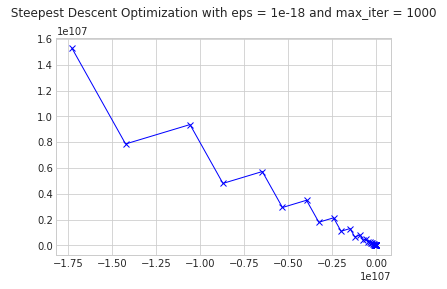 Steepest Descent Optimization with eps = 1e-18 and max_iter = 1000
1e107
1.6
1.4
1.2
1.0
0.8
0.6
0.4
0.2
0.0
−1.75 −1.50 −1.25 −1.00 −0.75 −0.50 −0.25 0.00
1e107